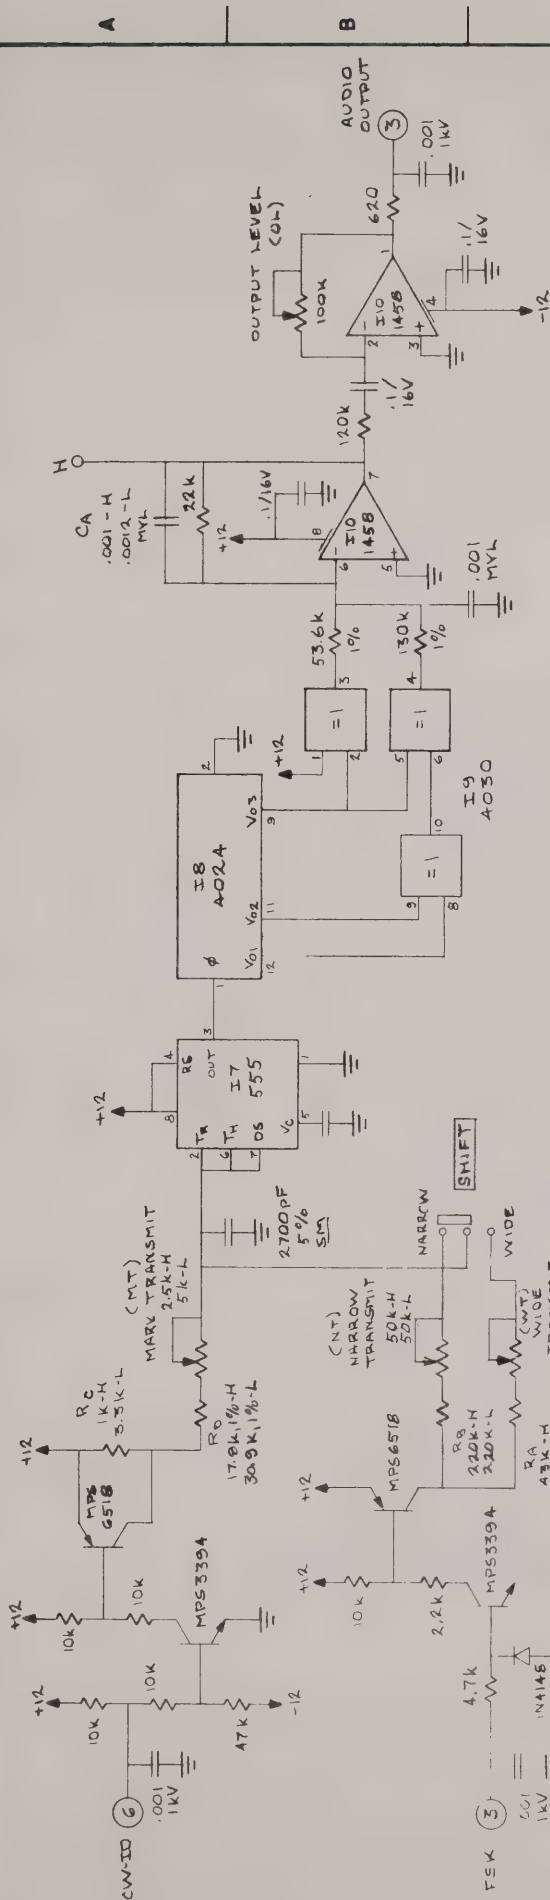 A
B
AUDIO
OUTPUT
3
.001
1kV
620
OUTPUT LEVEL
(OL)
100k
I10
1458
2
3
1
4
-
+
.1/
16V
-12
.1/
16V
120k
H
CA
.001-H
.0012-L
MYL
22k
+12
.1/16V
8
7
I10
1458
6
5
-
+
.001
MYL
53.6k
1%
130k
1%
3
4
=1
=1
1
2
5
6
+12
I9
4030
10
=1
9
8
2
I8
4024
VO3
9
VO2
11
VO1
12
Φ
1
3
+12
4
8
RS
OUT
I7
555
TR
TH
DS
VC
2
6
7
5
1
2700pF
5%
SM
(MT)
MARK TRANSMIT
2.5k-H
5k-L
RC
1k-H
3.3k-L
RD
17.8k,1%-H
30.9k,1%-L
+12
MPS
6518
+12
10k
10k
MPS3394
+12
10k
10k
47k
-12
CW-ID
6
.001
1kV
SHIFT
NARROW
WIDE
(NT)
NARROW
TRANSMIT
50k-H
50k-L
(WT)
WIDE
MPS6518
+12
RB
220k-H
220k-L
RA
43k-H
+12
10k
2.2k
MPS3394
4.7k
1N4148
FSK
3
.001
1kV